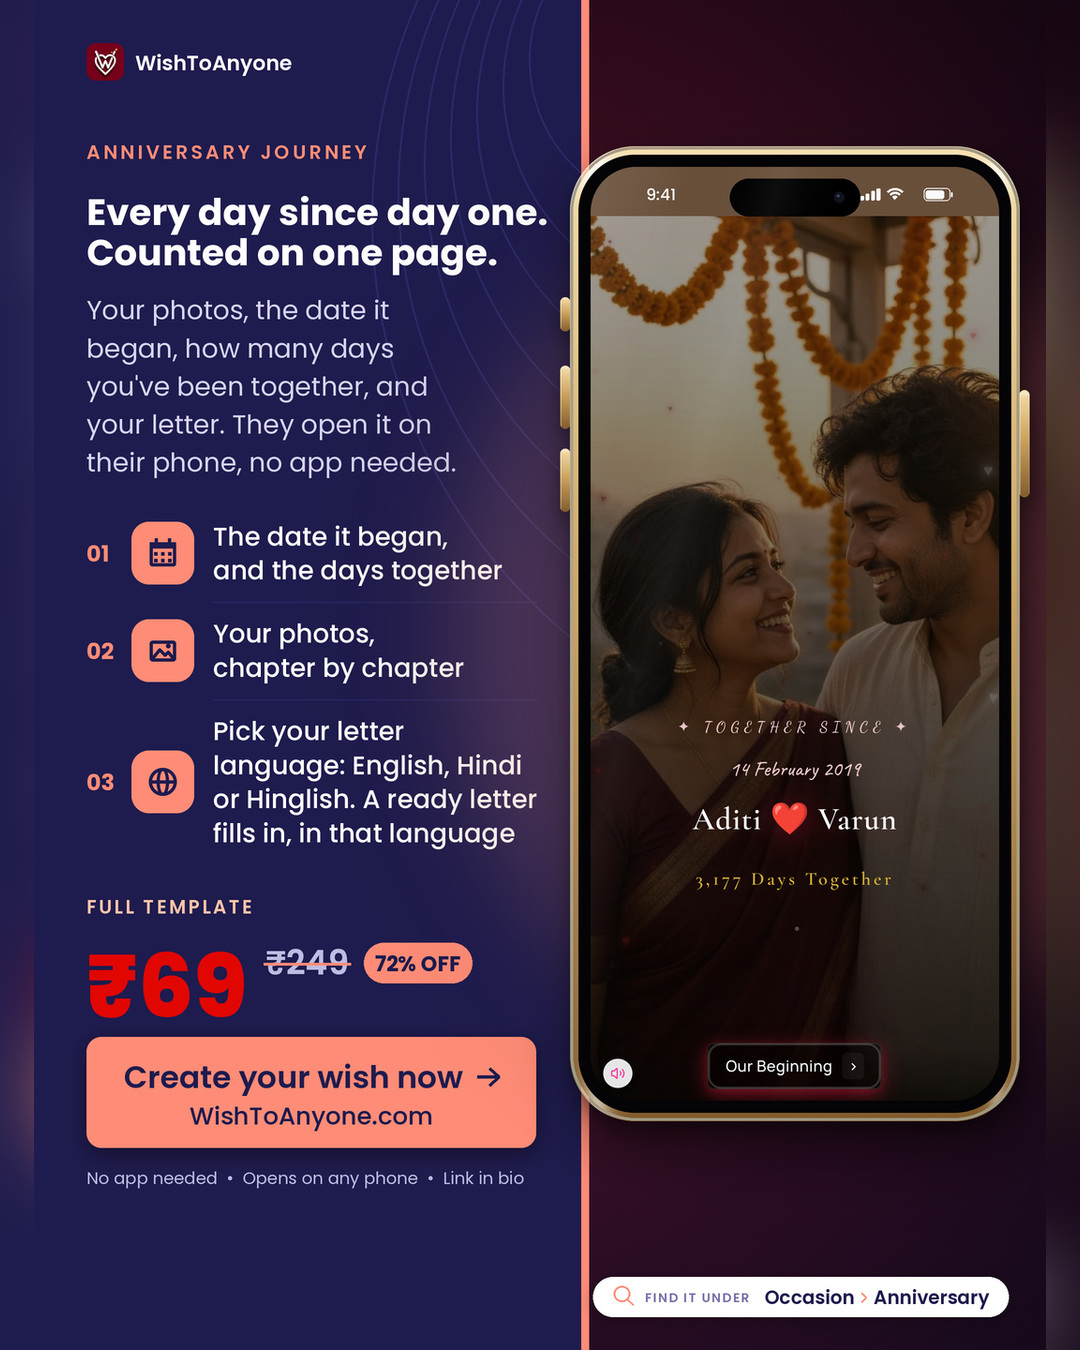 WishToAnyone
ANNIVERSARY JOURNEY
Every day since day one.
Counted on one page.
Your photos, the date it
began, how many days
you've been together, and
your letter. They open it on
their phone, no app needed.
01
The date it began,
and the days together
02
Your photos,
chapter by chapter
03
Pick your letter
language: English, Hindi
or Hinglish. A ready letter
fills in, in that language
FULL TEMPLATE
₹69 ₹249 72% OFF
Create your wish now →
WishToAnyone.com
No app needed • Opens on any phone • Link in bio
9:41
✦ TOGETHER SINCE ✦
14 February 2019
Aditi ❤️ Varun
3,177 Days Together
Our Beginning ›
FIND IT UNDER Occasion > Anniversary